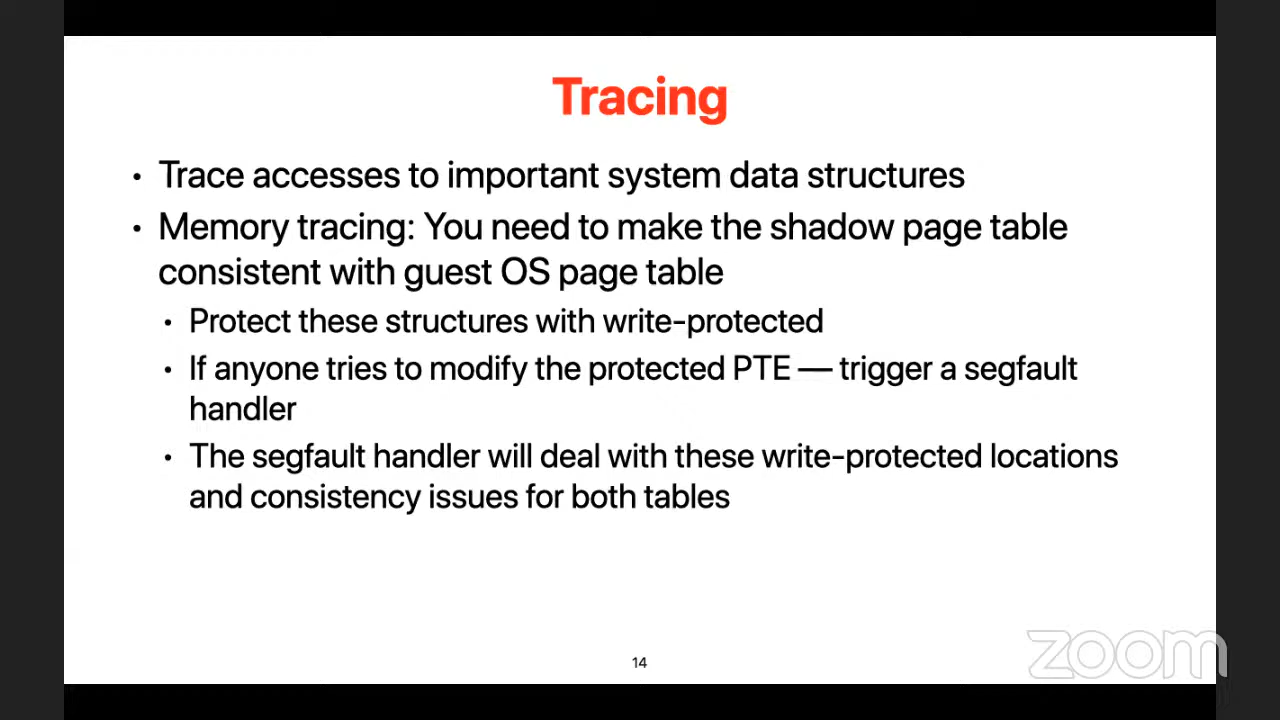 Tracing
• Trace accesses to important system data structures
• Memory tracing: You need to make the shadow page table
consistent with guest OS page table
• Protect these structures with write-protected
• If anyone tries to modify the protected PTE — trigger a segfault
handler
• The segfault handler will deal with these write-protected locations
and consistency issues for both tables
14
zoom